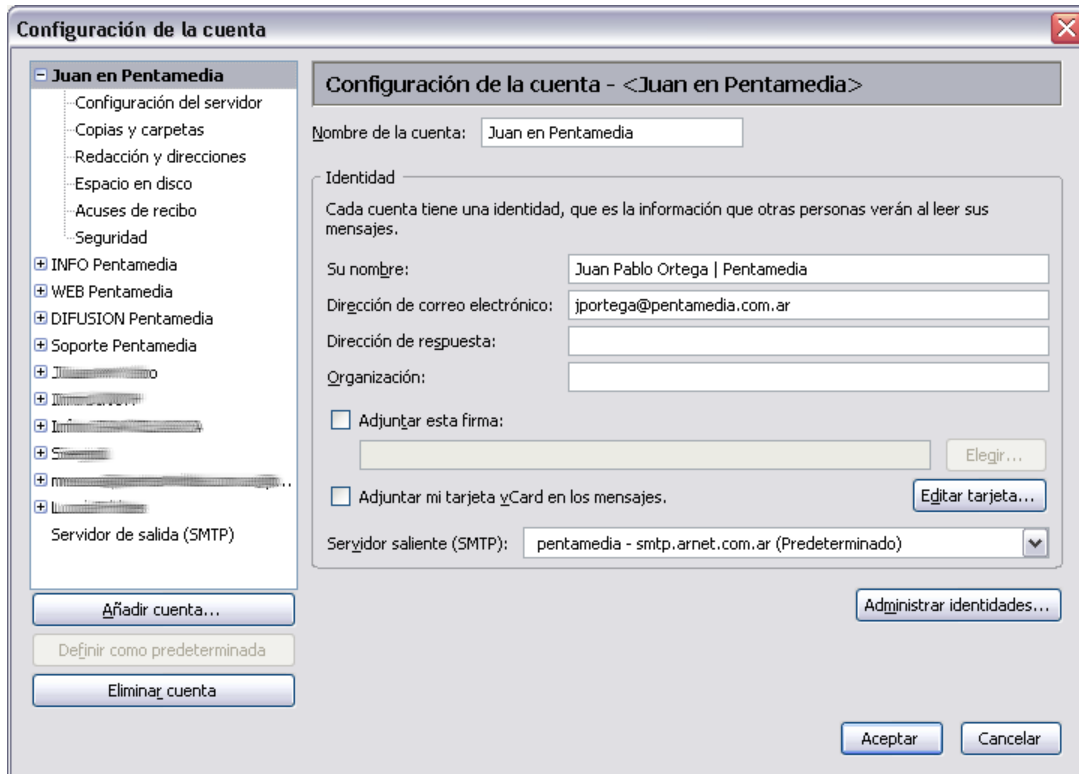 Configuración de la cuenta
Juan en Pentamedia
Configuración del servidor
Copias y carpetas
Redacción y direcciones
Espacio en disco
Acuses de recibo
Seguridad
INFO Pentamedia
WEB Pentamedia
DIFUSION Pentamedia
Soporte Pentamedia
Servidor de salida (SMTP)
Añadir cuenta...
Definir como predeterminada
Eliminar cuenta
Configuración de la cuenta - <Juan en Pentamedia>
Nombre de la cuenta: Juan en Pentamedia
Identidad
Cada cuenta tiene una identidad, que es la información que otras personas verán al leer sus
mensajes.
Su nombre: Juan Pablo Ortega | Pentamedia
Dirección de correo electrónico: jportega@pentamedia.com.ar
Dirección de respuesta:
Organización:
Adjuntar esta firma:
Elegir...
Adjuntar mi tarjeta vCard en los mensajes.
Editar tarjeta...
Servidor saliente (SMTP): pentamedia - smtp.arnet.com.ar (Predeterminado)
Administrar identidades...
Aceptar Cancelar